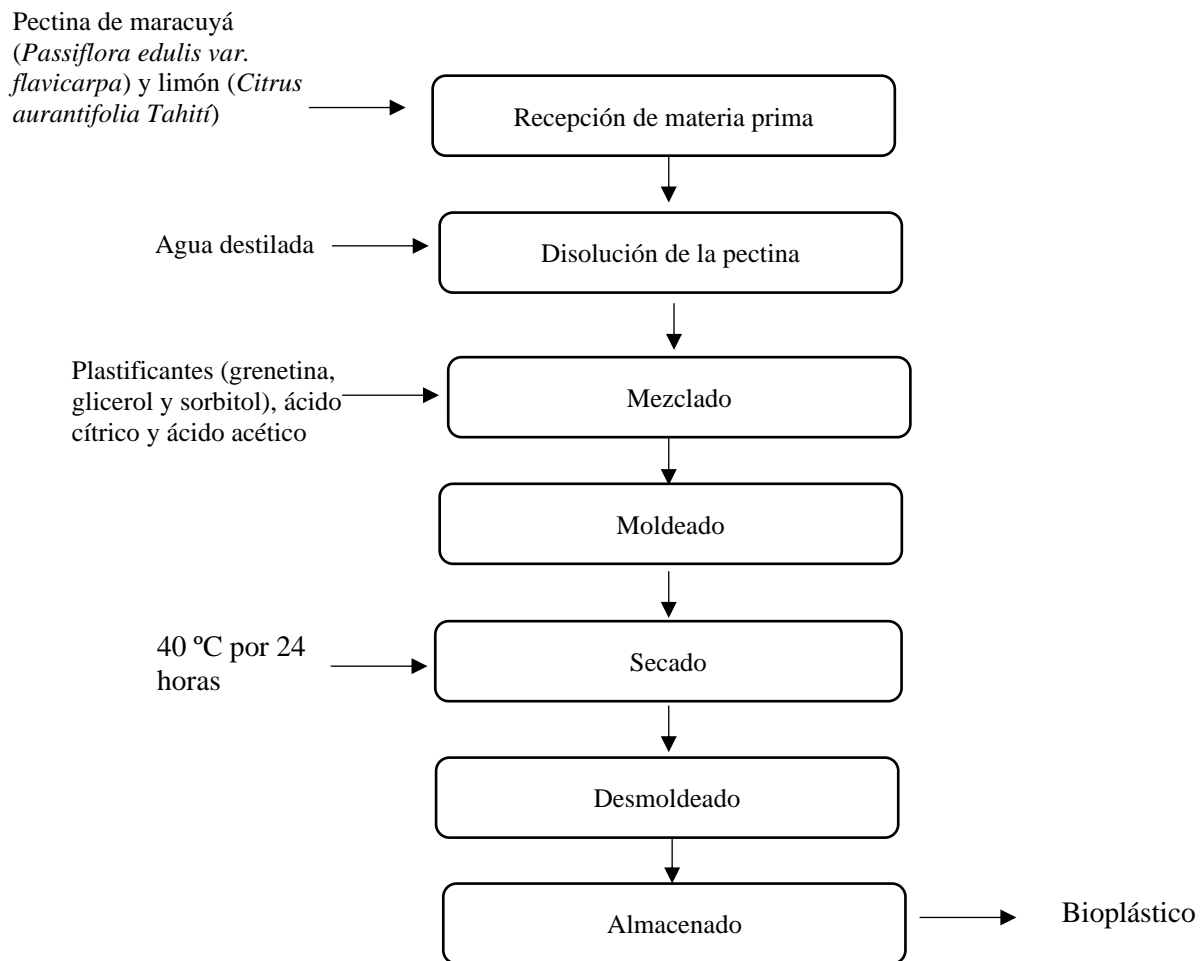 Pectina de maracuyá
(Passiflora edulis var.
flavicarpa) y limón (Citrus
aurantifolia Tahití)
Recepción de materia prima
Agua destilada
Disolución de la pectina
Plastificantes (grenetina,
glicerol y sorbitol), ácido
cítrico y ácido acético
Mezclado
Moldeado
40 ºC por 24
horas
Secado
Desmoldeado
Almacenado
Bioplástico